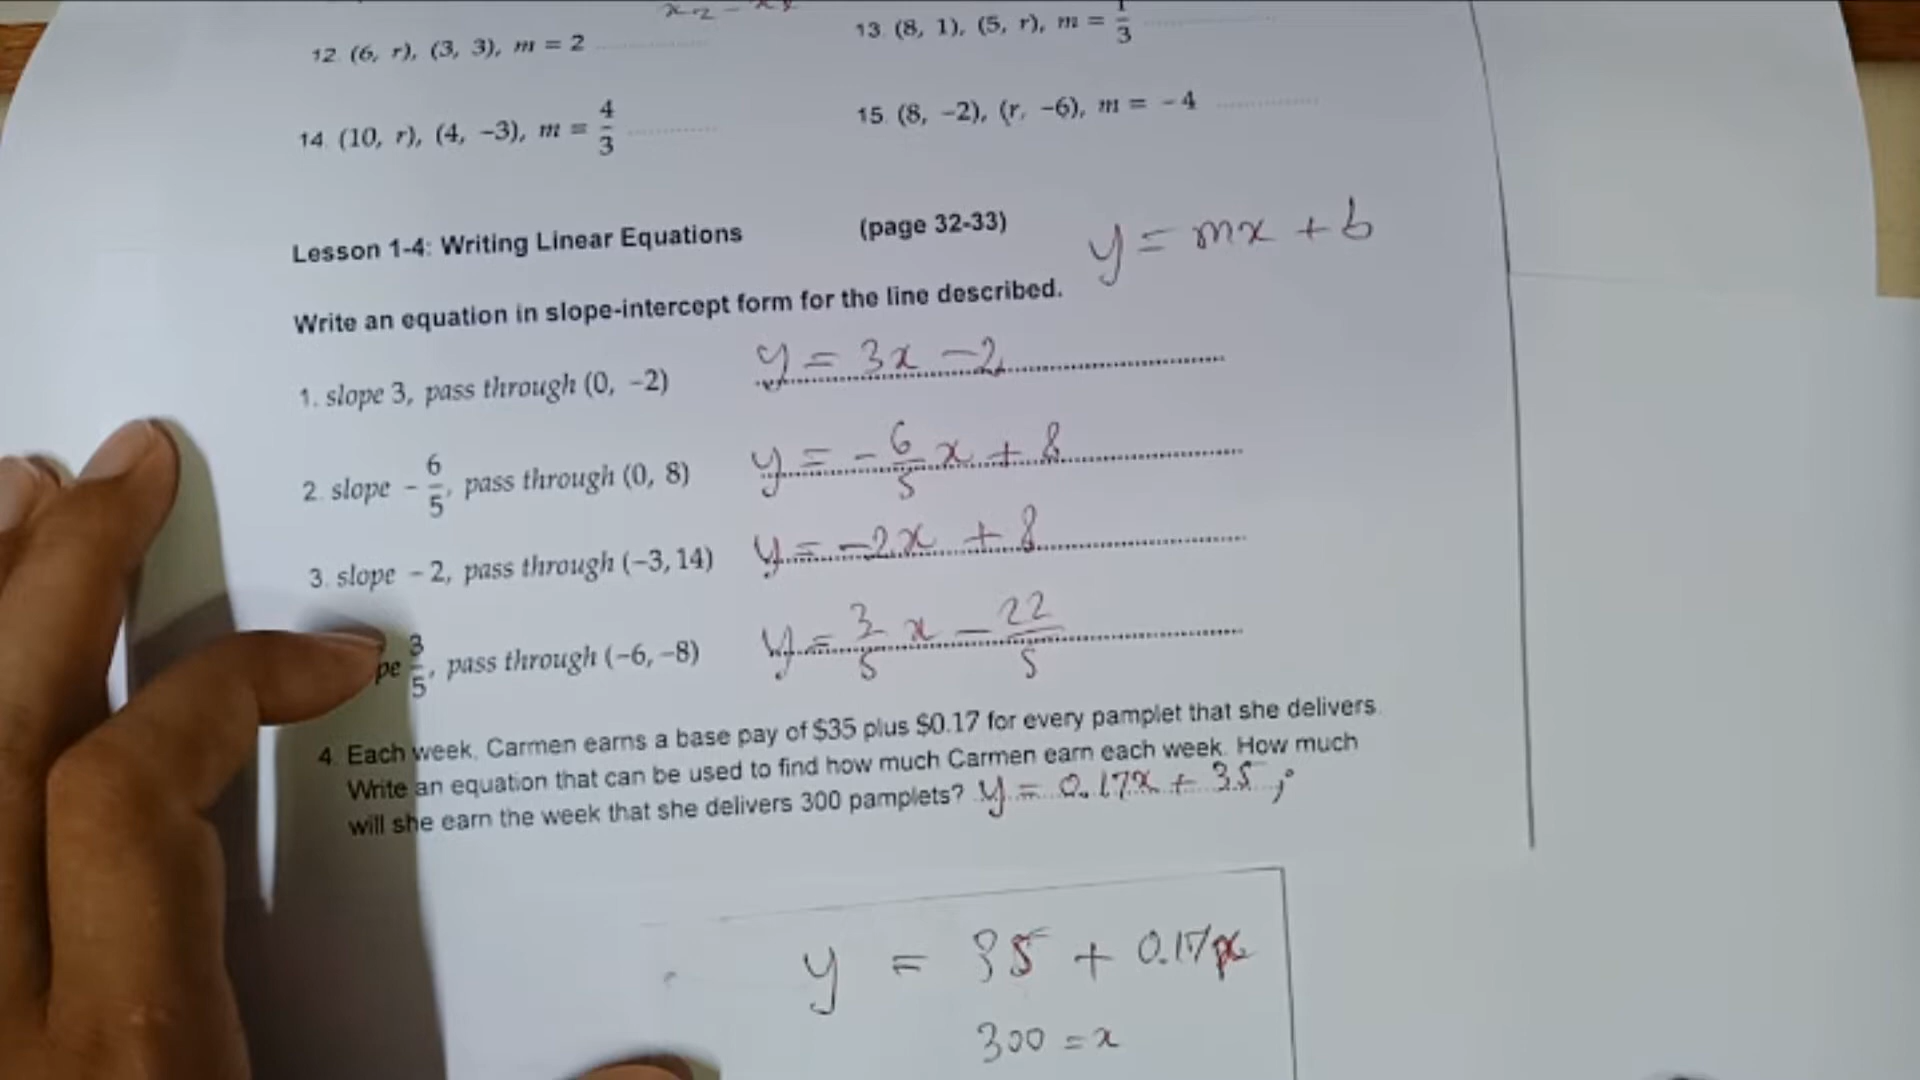 12. (6, r), (3, 3), m = 2 ....................
13. (8, 1), (5, r), m = 1/3 ....................
14. (10, r), (4, −3), m = 4/3 ....................
15. (8, −2), (r, −6), m = − 4 ....................
Lesson 1-4: Writing Linear Equations (page 32-33)
y = mx + b
Write an equation in slope-intercept form for the line described.
1. slope 3, pass through (0, −2) y = 3x − 2
2. slope − 6/5, pass through (0, 8) y = − 6/5 x + 8
3. slope − 2, pass through (−3, 14) y = −2x + 8
pe 3/5, pass through (−6, −8) y = 3/5 x − 22/5
4. Each week, Carmen earns a base pay of $35 plus $0.17 for every pamplet that she delivers.
Write an equation that can be used to find how much Carmen earn each week. How much
will she earn the week that she delivers 300 pamplets? y = 0.17x + 35 ;
y = 35 + 0.17x
300 = x